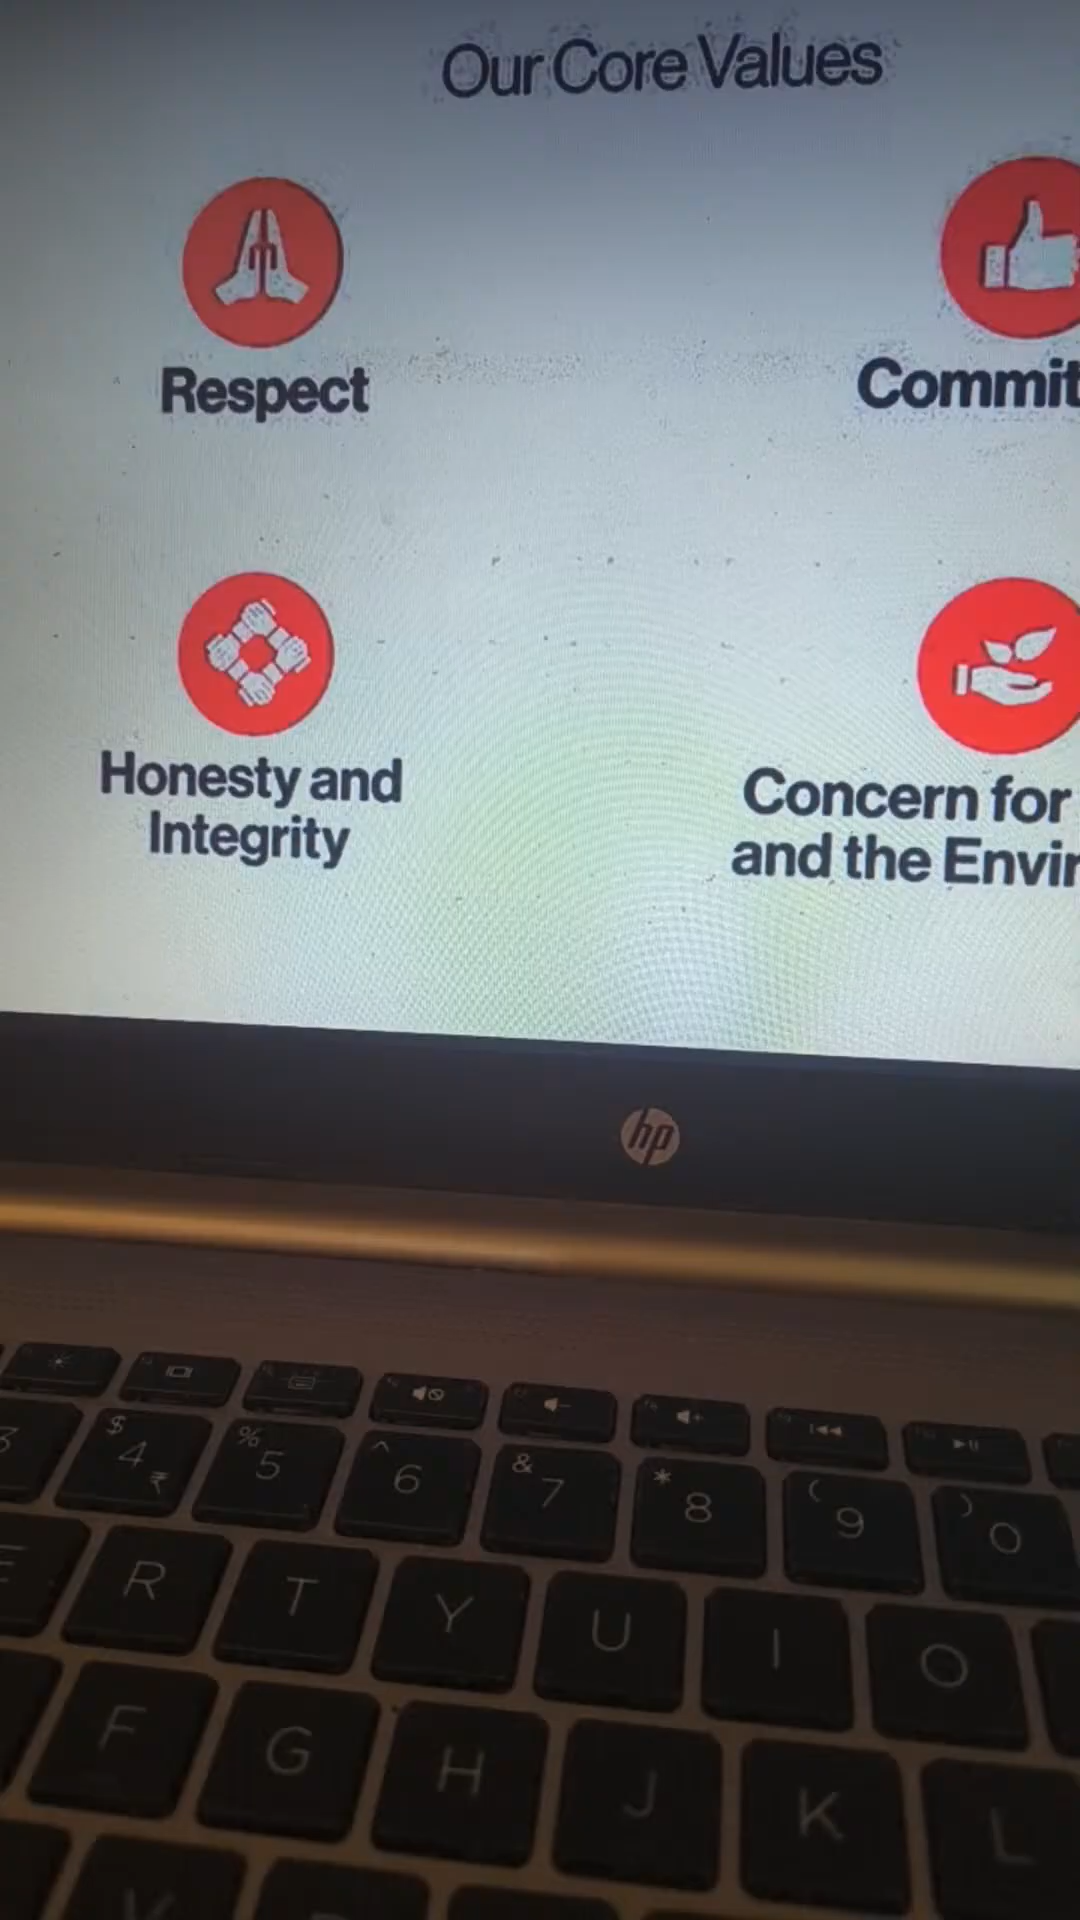 Our Core Values
Respect
Commit
Honesty and
Integrity
Concern for
and the Envir
hp
$ 4 ₹
% 5
^ 6
& 7
* 8
( 9
) 0
R T Y U I O
F G H J K L